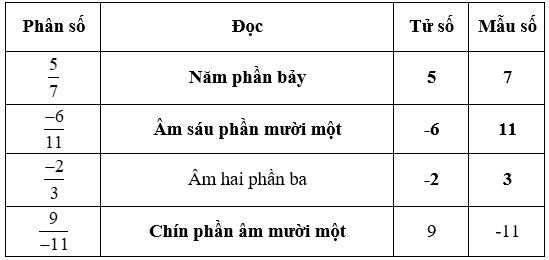 Phân số Đọc Tử số Mẫu số
5/7 Năm phần bảy 5 7
−6/11 Âm sáu phần mười một -6 11
−2/3 Âm hai phần ba -2 3
9/−11 Chín phần âm mười một 9 -11